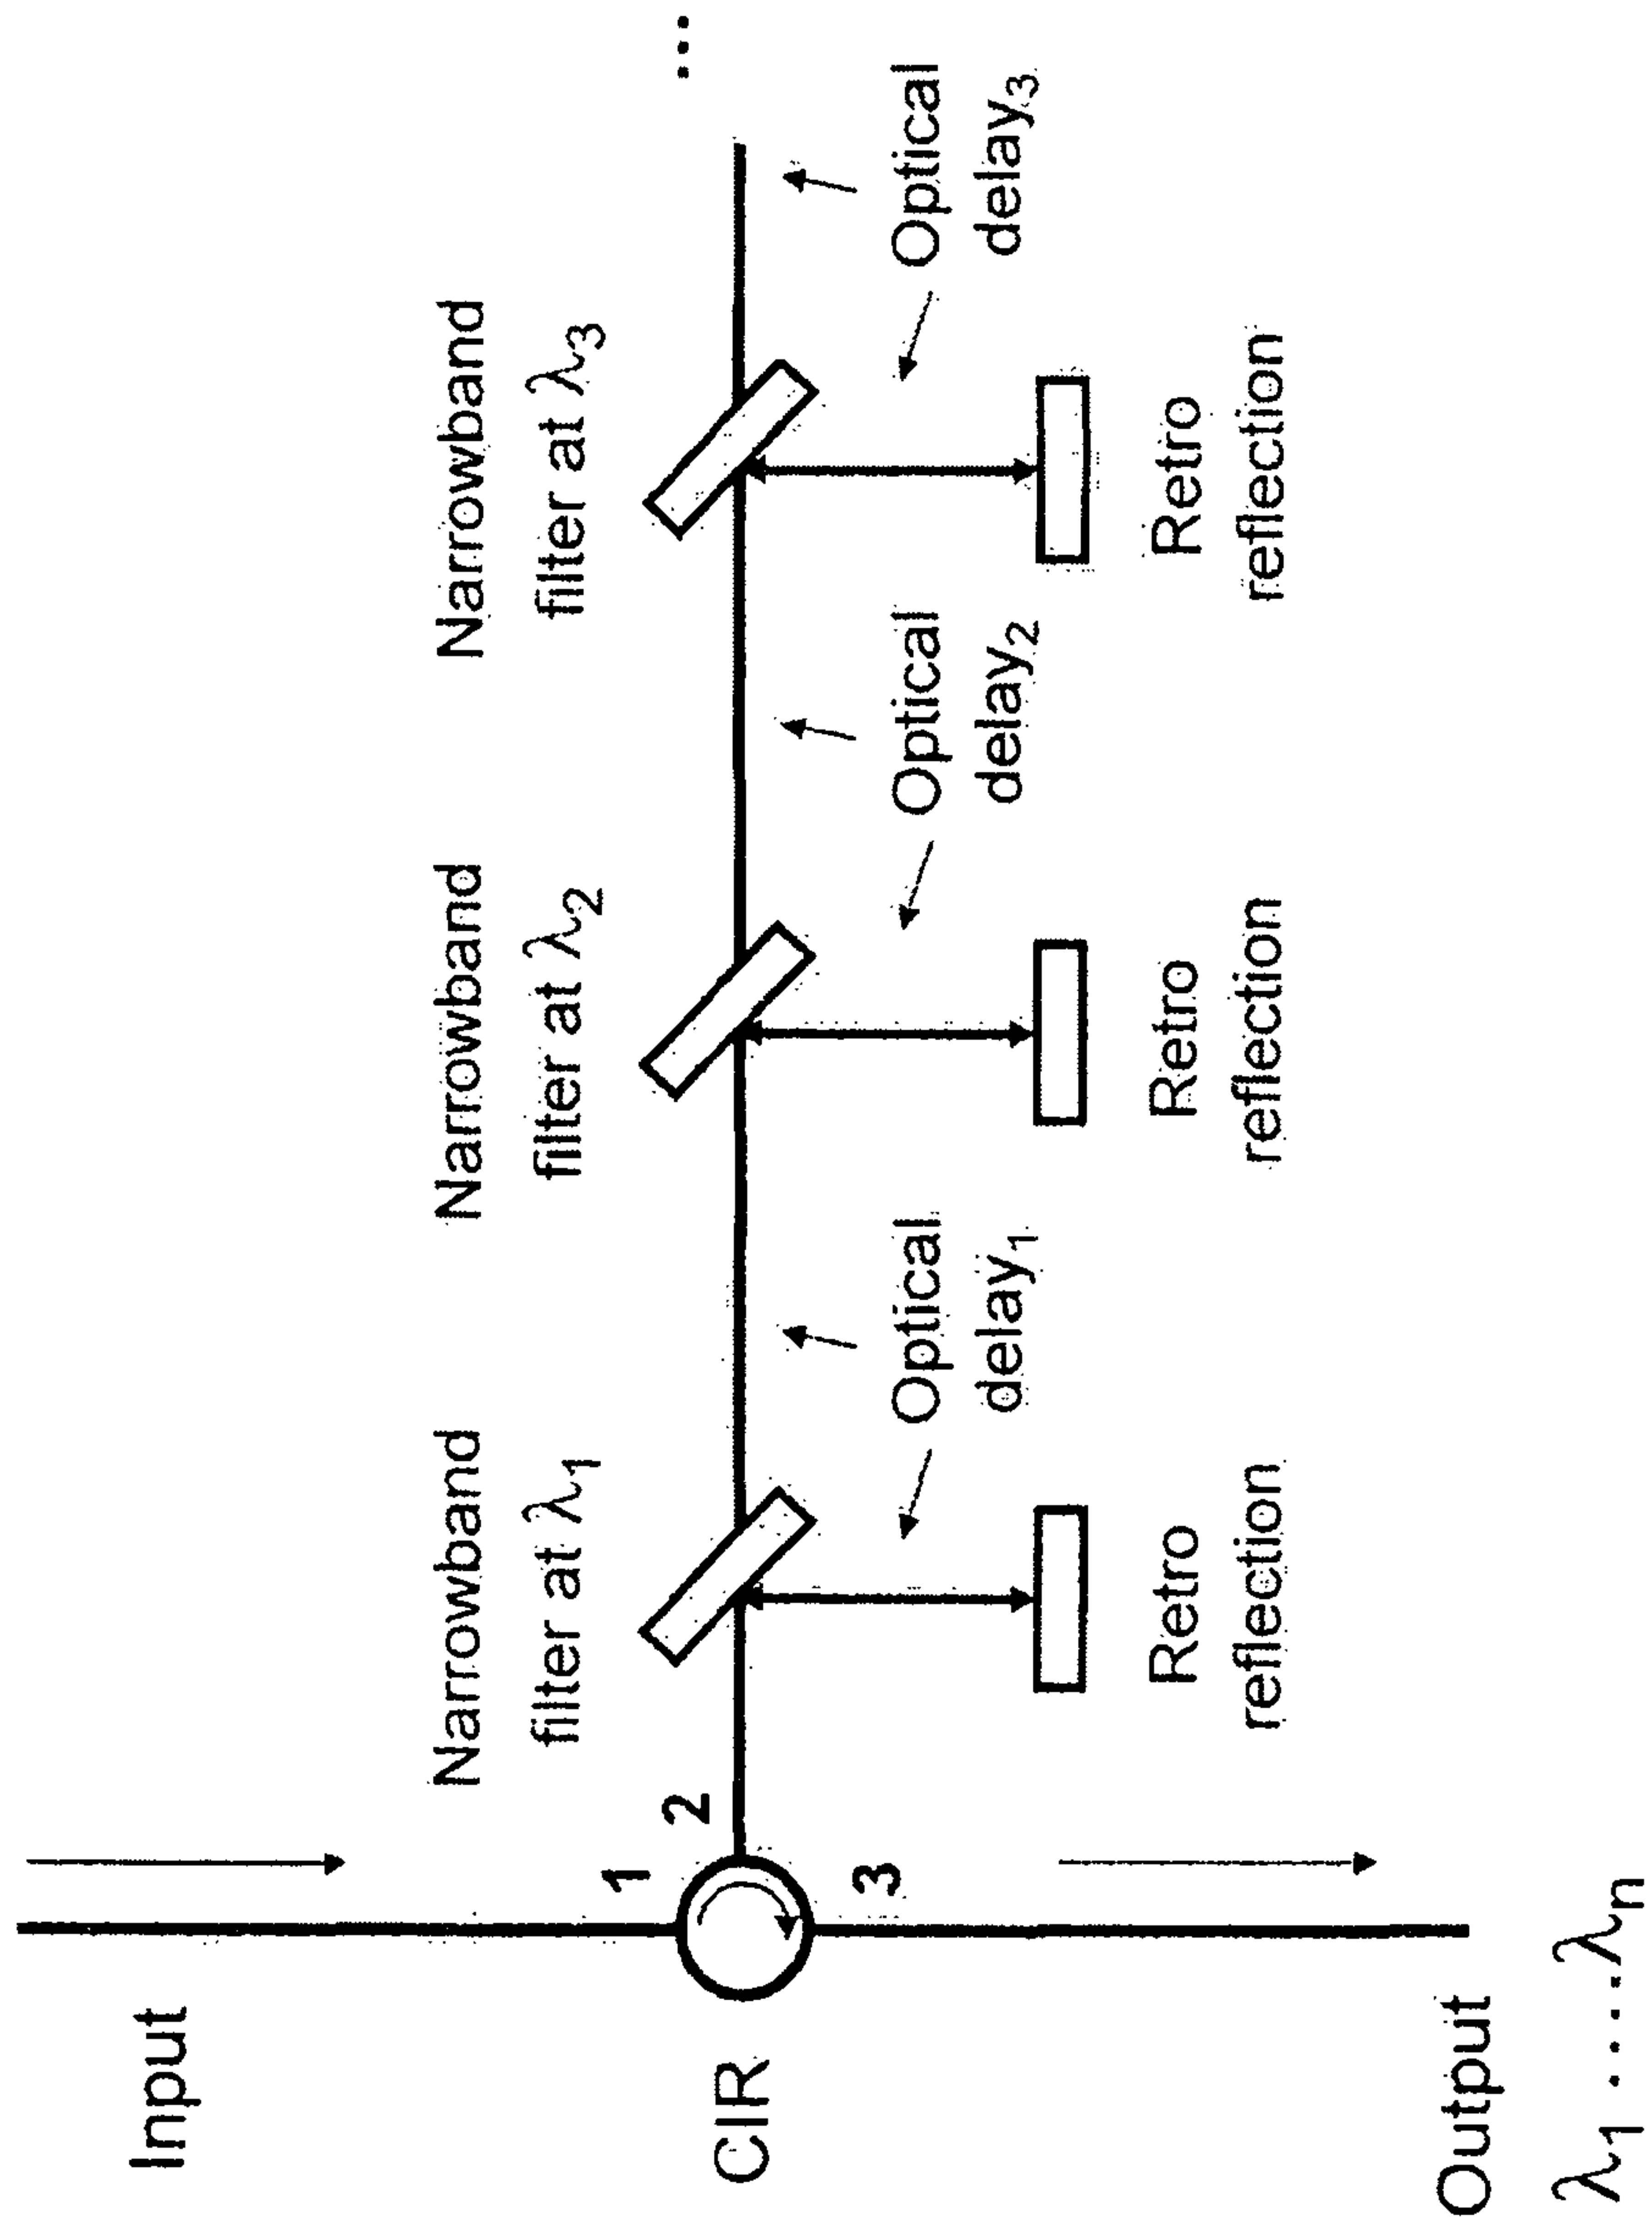 Input
CIR
1
2
3
Output
λ1 ····λn
Narrowband
filter at λ1
Narrowband
filter at λ2
Narrowband
filter at λ3
...
Optical
delay1
Optical
delay2
Optical
delay3
Retro
reflection
Retro
reflection
Retro
reflection